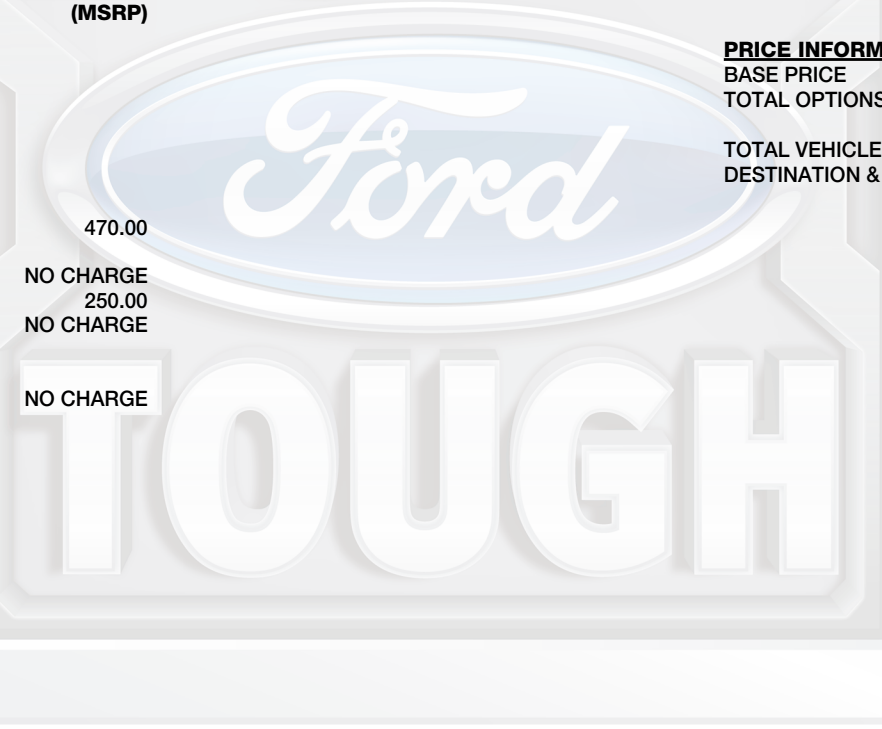 (MSRP)
PRICE INFORM
BASE PRICE
TOTAL OPTIONS
TOTAL VEHICLE
DESTINATION &
470.00
NO CHARGE
250.00
NO CHARGE
NO CHARGE
Ford
TOUGH